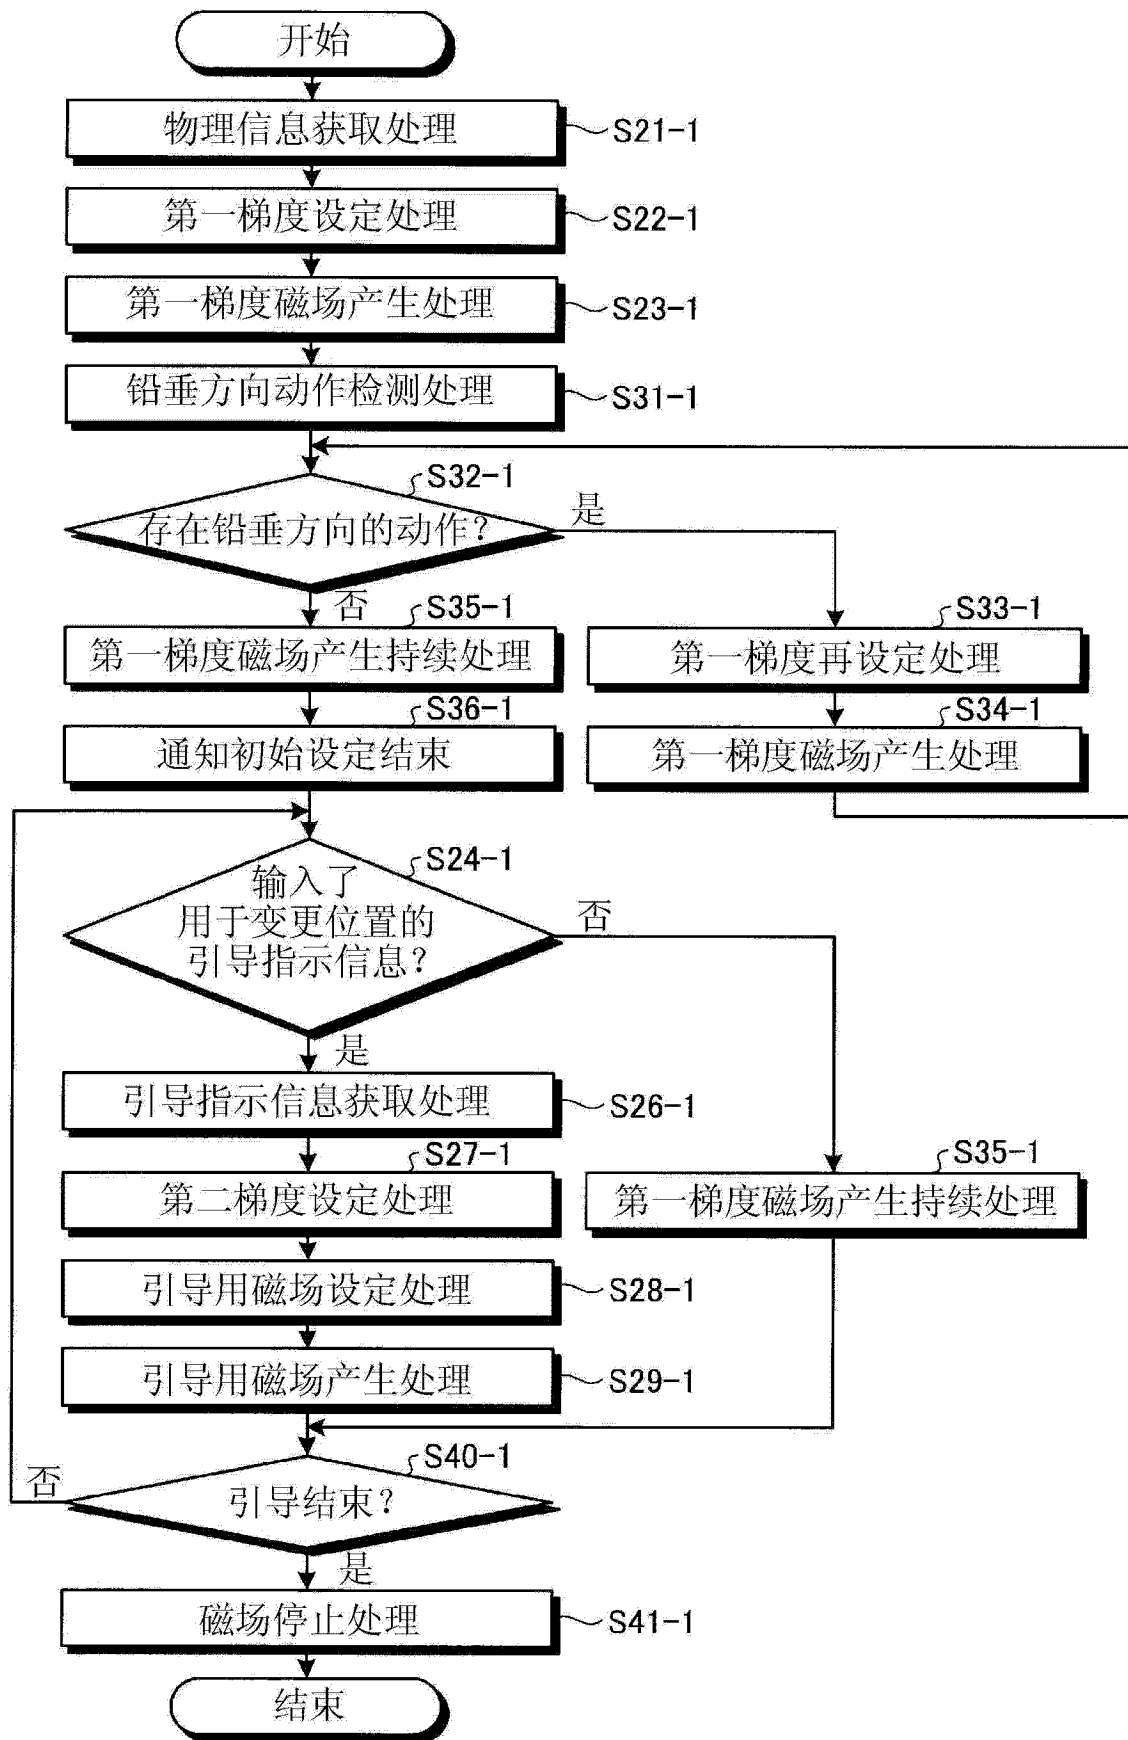 开始
物理信息获取处理
S21-1
第一梯度设定处理
S22-1
第一梯度磁场产生处理
S23-1
铅垂方向动作检测处理
S31-1
S32-1
存在铅垂方向的动作?
是
否
S35-1
第一梯度磁场产生持续处理
S33-1
第一梯度再设定处理
S36-1
通知初始设定结束
S34-1
第一梯度磁场产生处理
S24-1
输入了
用于变更位置的
引导指示信息?
否
是
引导指示信息获取处理
S26-1
S27-1
第二梯度设定处理
S35-1
第一梯度磁场产生持续处理
引导用磁场设定处理
S28-1
引导用磁场产生处理
S29-1
S40-1
否
引导结束?
是
磁场停止处理
S41-1
结束